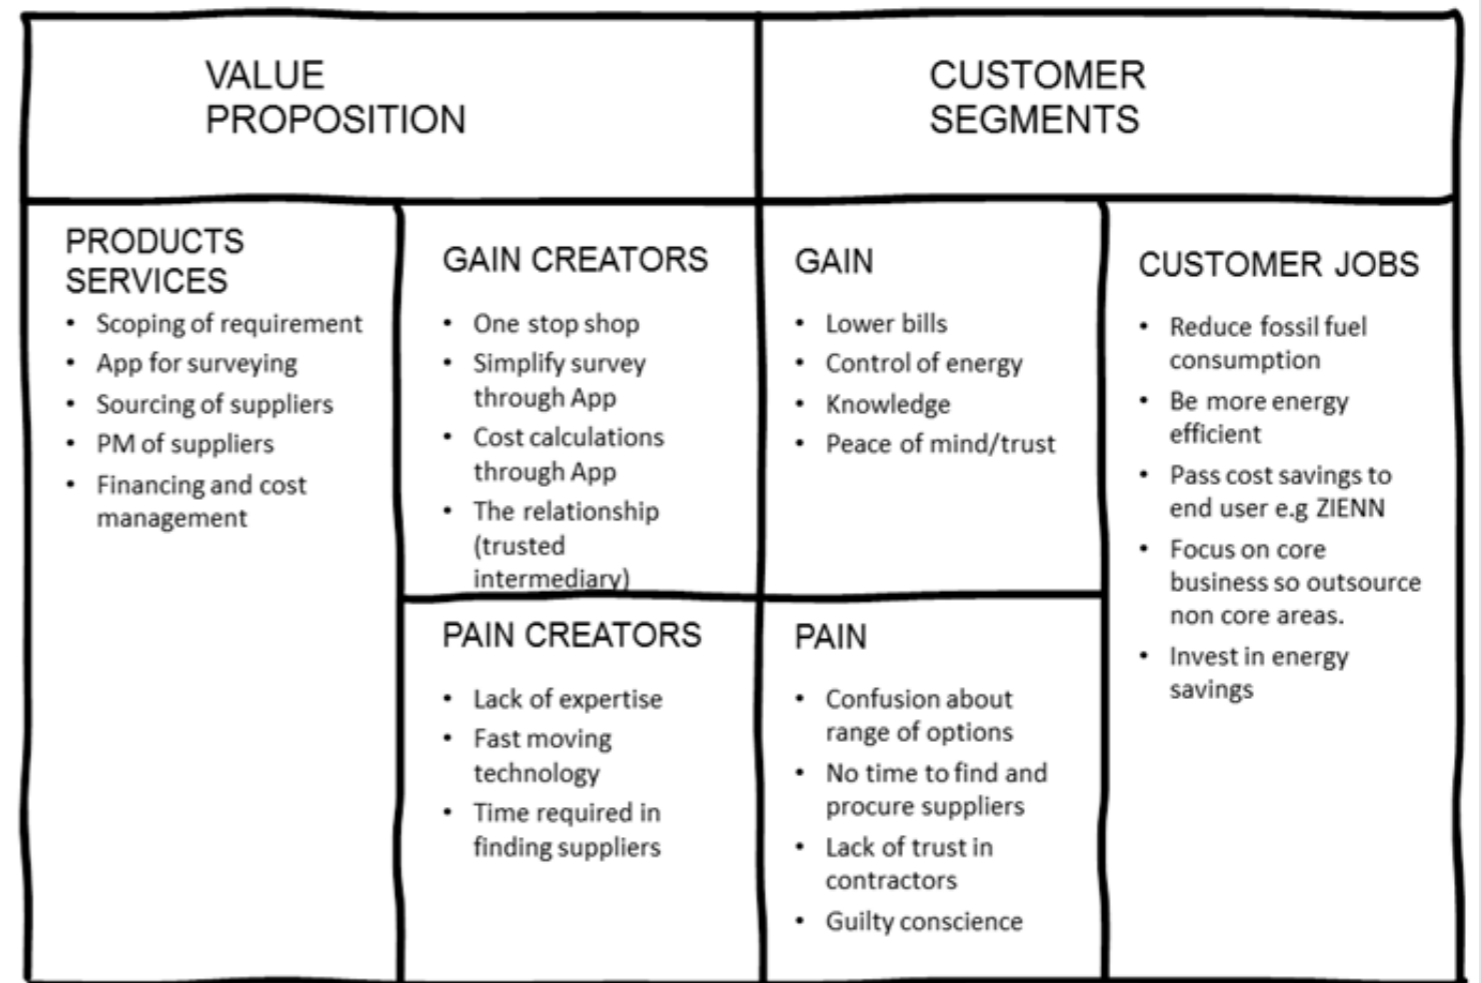 VALUE
PROPOSITION
CUSTOMER
SEGMENTS
PRODUCTS
SERVICES
• Scoping of requirement
• App for surveying
• Sourcing of suppliers
• PM of suppliers
• Financing and cost
management
GAIN CREATORS
• One stop shop
• Simplify survey
through App
• Cost calculations
through App
• The relationship
(trusted
intermediary)
PAIN CREATORS
• Lack of expertise
• Fast moving
technology
• Time required in
finding suppliers
GAIN
• Lower bills
• Control of energy
• Knowledge
• Peace of mind/trust
PAIN
• Confusion about
range of options
• No time to find and
procure suppliers
• Lack of trust in
contractors
• Guilty conscience
CUSTOMER JOBS
• Reduce fossil fuel
consumption
• Be more energy
efficient
• Pass cost savings to
end user e.g ZIENN
• Focus on core
business so outsource
non core areas.
• Invest in energy
savings